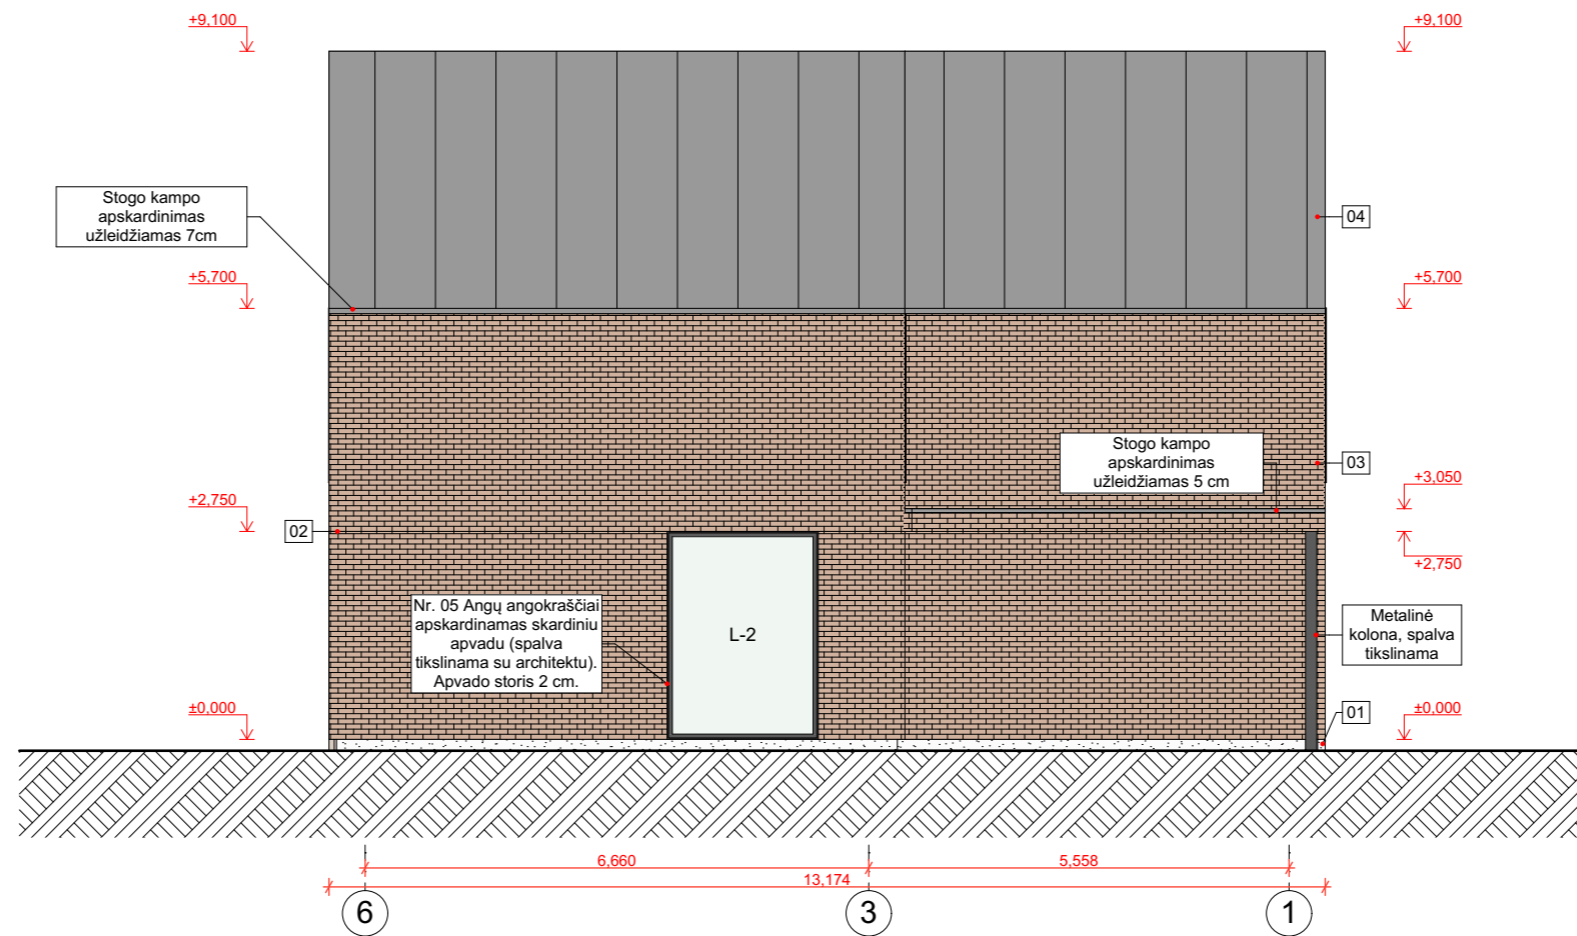 +9,100
+9,100
Stogo kampo
apskardinimas
užleidžiamas 7cm
04
+5,700
+5,700
Stogo kampo
apskardinimas
užleidžiamas 5 cm
03
+3,050
+2,750
02
+2,750
Nr. 05 Angų angokraščiai
apskardinamas skardiniu
apvadu (spalva
tikslinama su architektu).
Apvado storis 2 cm.
L-2
Metalinė
kolona, spalva
tikslinama
±0,000
01
±0,000
6,660
5,558
13,174
6
3
1